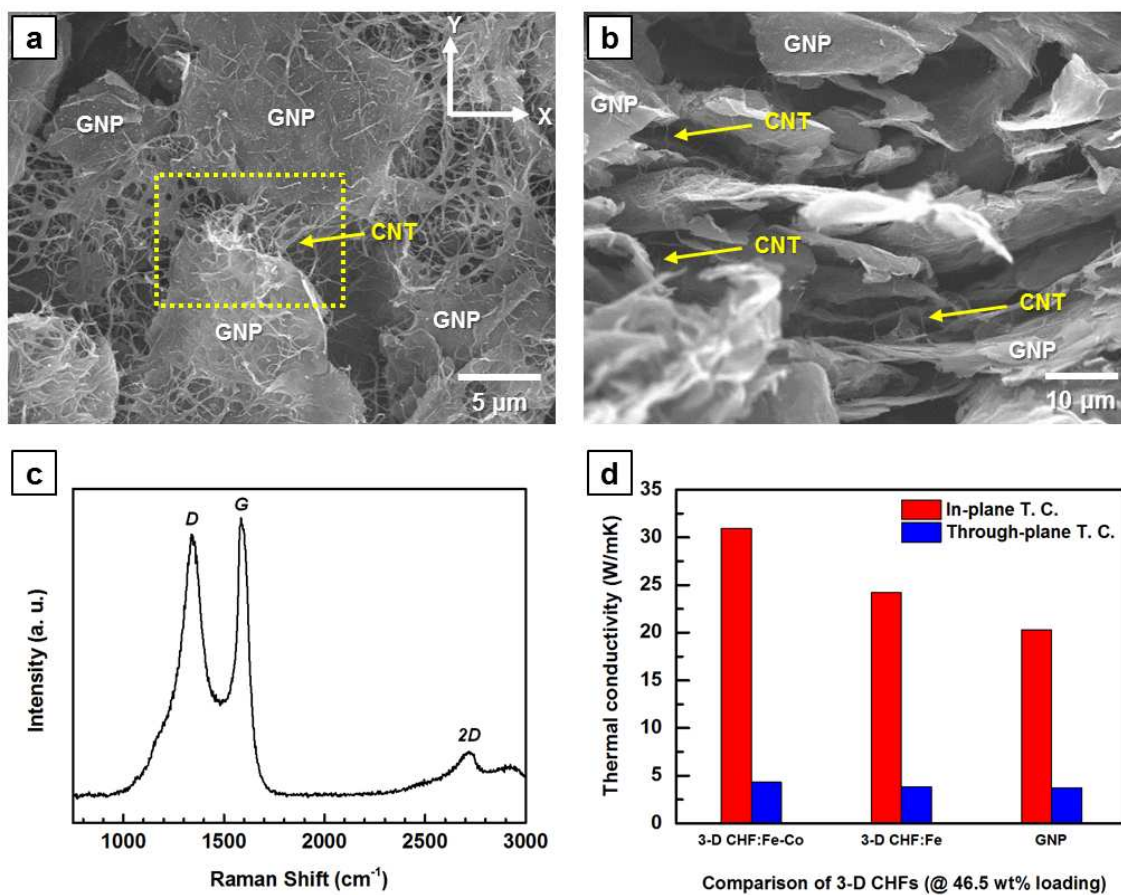 a
Y
X
GNP
GNP
CNT
GNP
GNP
5 µm
b
GNP
GNP
CNT
CNT
CNT
GNP
10 µm
c
D
G
2D
Intensity (a. u.)
1000 1500 2000 2500 3000
Raman Shift (cm⁻¹)
d
In-plane T. C.
Through-plane T. C.
Thermal conductivity (W/mK)
35
30
25
20
15
10
5
0
3-D CHF:Fe-Co 3-D CHF:Fe GNP
Comparison of 3-D CHFs (@ 46.5 wt% loading)